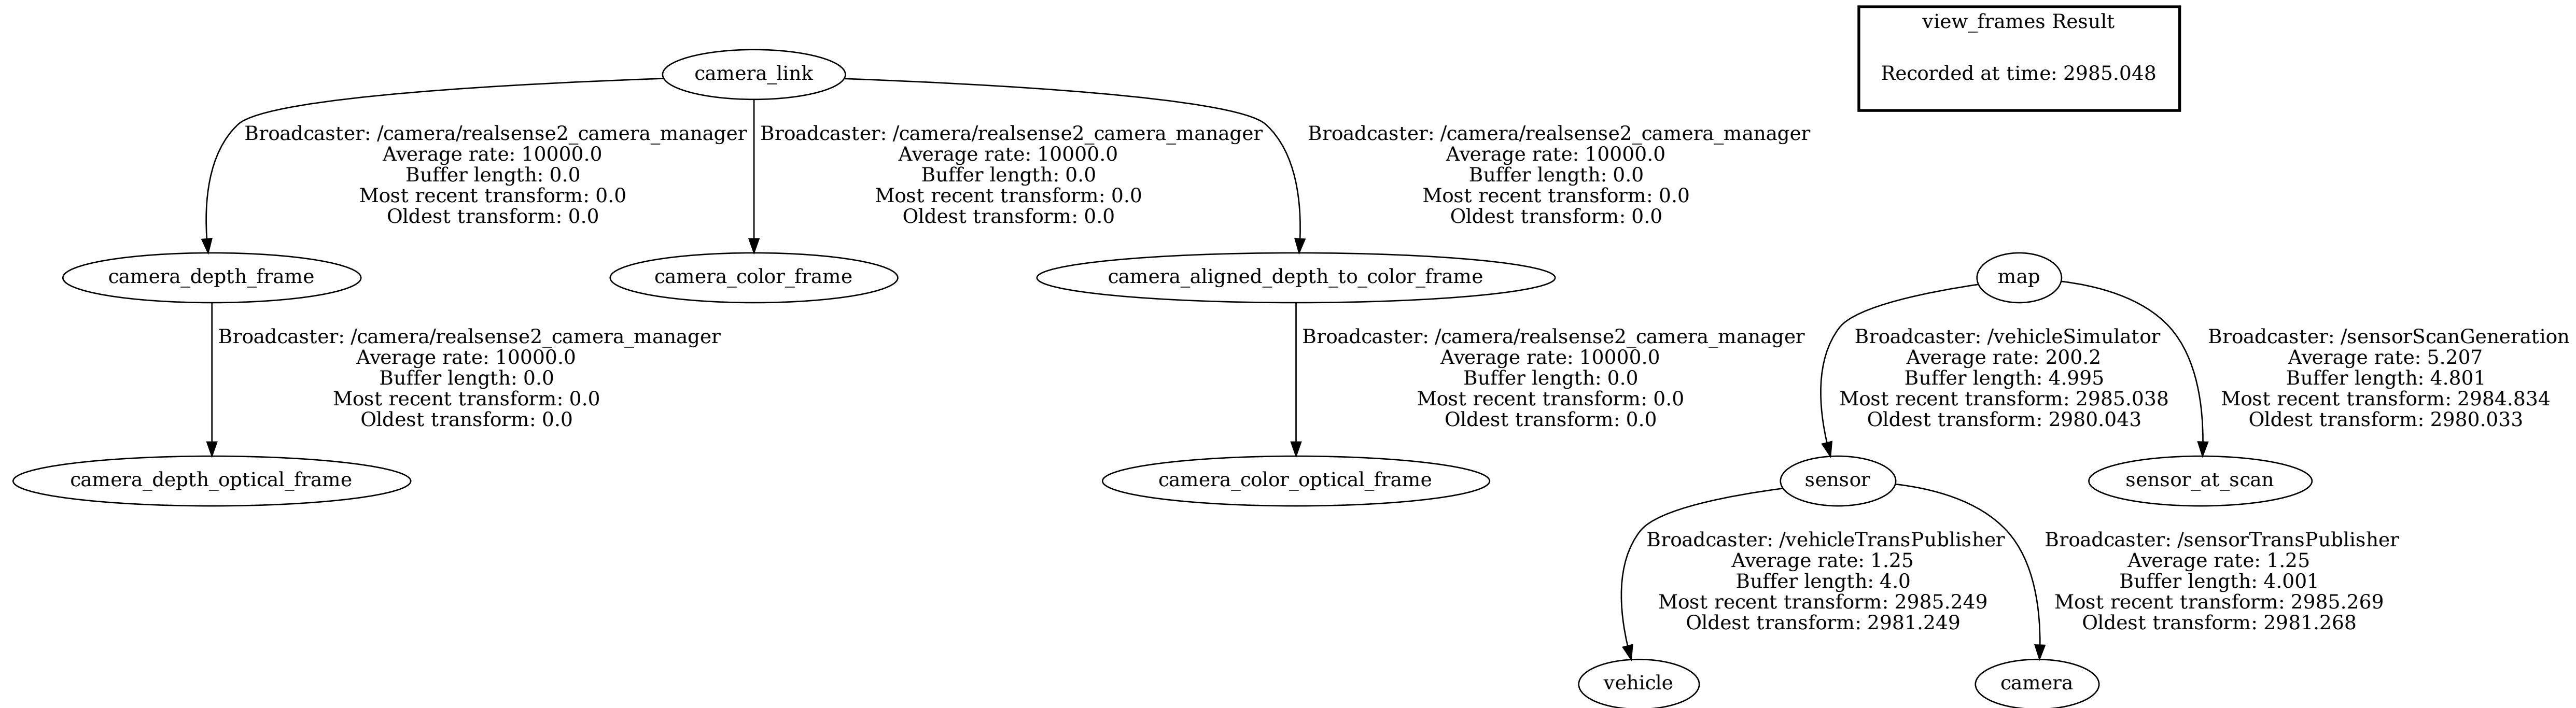 view_frames Result
Recorded at time: 2985.048
camera_link
Broadcaster: /camera/realsense2_camera_manager
Average rate: 10000.0
Buffer length: 0.0
Most recent transform: 0.0
Oldest transform: 0.0
Broadcaster: /camera/realsense2_camera_manager
Average rate: 10000.0
Buffer length: 0.0
Most recent transform: 0.0
Oldest transform: 0.0
Broadcaster: /camera/realsense2_camera_manager
Average rate: 10000.0
Buffer length: 0.0
Most recent transform: 0.0
Oldest transform: 0.0
camera_depth_frame
camera_color_frame
camera_aligned_depth_to_color_frame
map
Broadcaster: /camera/realsense2_camera_manager
Average rate: 10000.0
Buffer length: 0.0
Most recent transform: 0.0
Oldest transform: 0.0
Broadcaster: /camera/realsense2_camera_manager
Average rate: 10000.0
Buffer length: 0.0
Most recent transform: 0.0
Oldest transform: 0.0
Broadcaster: /vehicleSimulator
Average rate: 200.2
Buffer length: 4.995
Most recent transform: 2985.038
Oldest transform: 2980.043
Broadcaster: /sensorScanGeneration
Average rate: 5.207
Buffer length: 4.801
Most recent transform: 2984.834
Oldest transform: 2980.033
camera_depth_optical_frame
camera_color_optical_frame
sensor
sensor_at_scan
Broadcaster: /vehicleTransPublisher
Average rate: 1.25
Buffer length: 4.0
Most recent transform: 2985.249
Oldest transform: 2981.249
Broadcaster: /sensorTransPublisher
Average rate: 1.25
Buffer length: 4.001
Most recent transform: 2985.269
Oldest transform: 2981.268
vehicle
camera